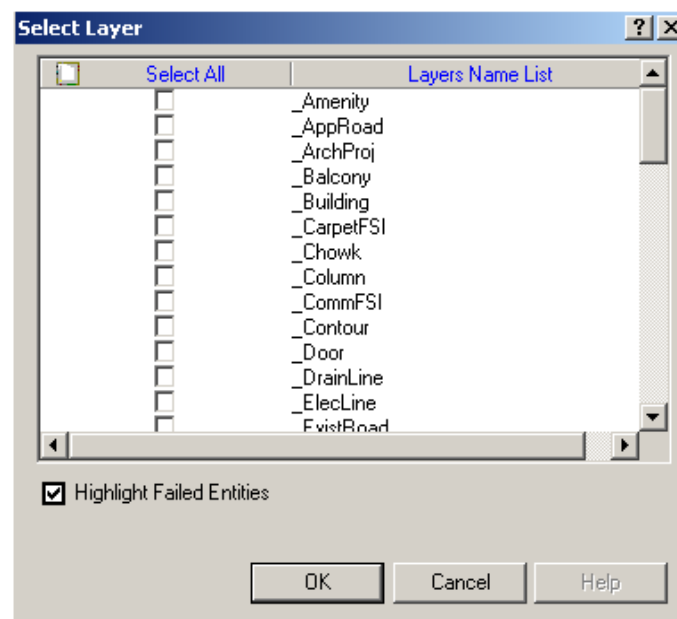 Select Layer
Select All Layers Name List
_Amenity
_AppRoad
_ArchProj
_Balcony
_Building
_CarpetFSI
_Chowk
_Column
_CommFSI
_Contour
_Door
_DrainLine
_ElecLine
_ExistRoad
Highlight Failed Entities
OK Cancel Help